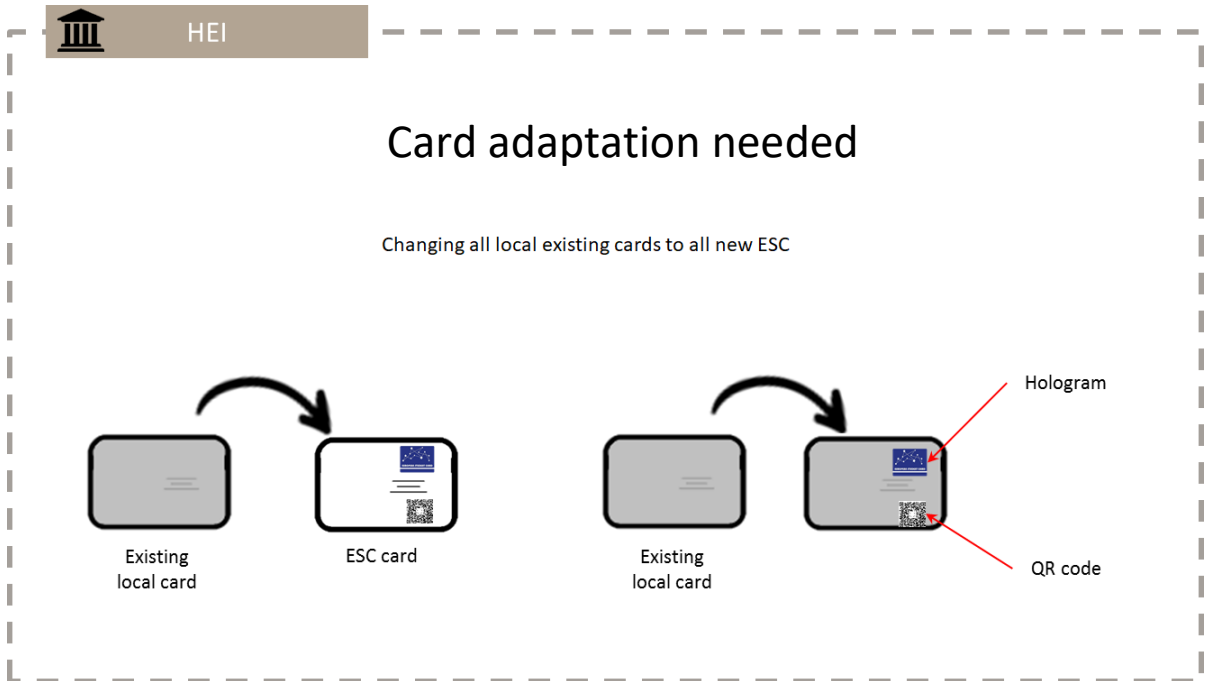 HEI
Card adaptation needed
Changing all local existing cards to all new ESC
Hologram
Existing
local card
ESC card
Existing
local card
QR code